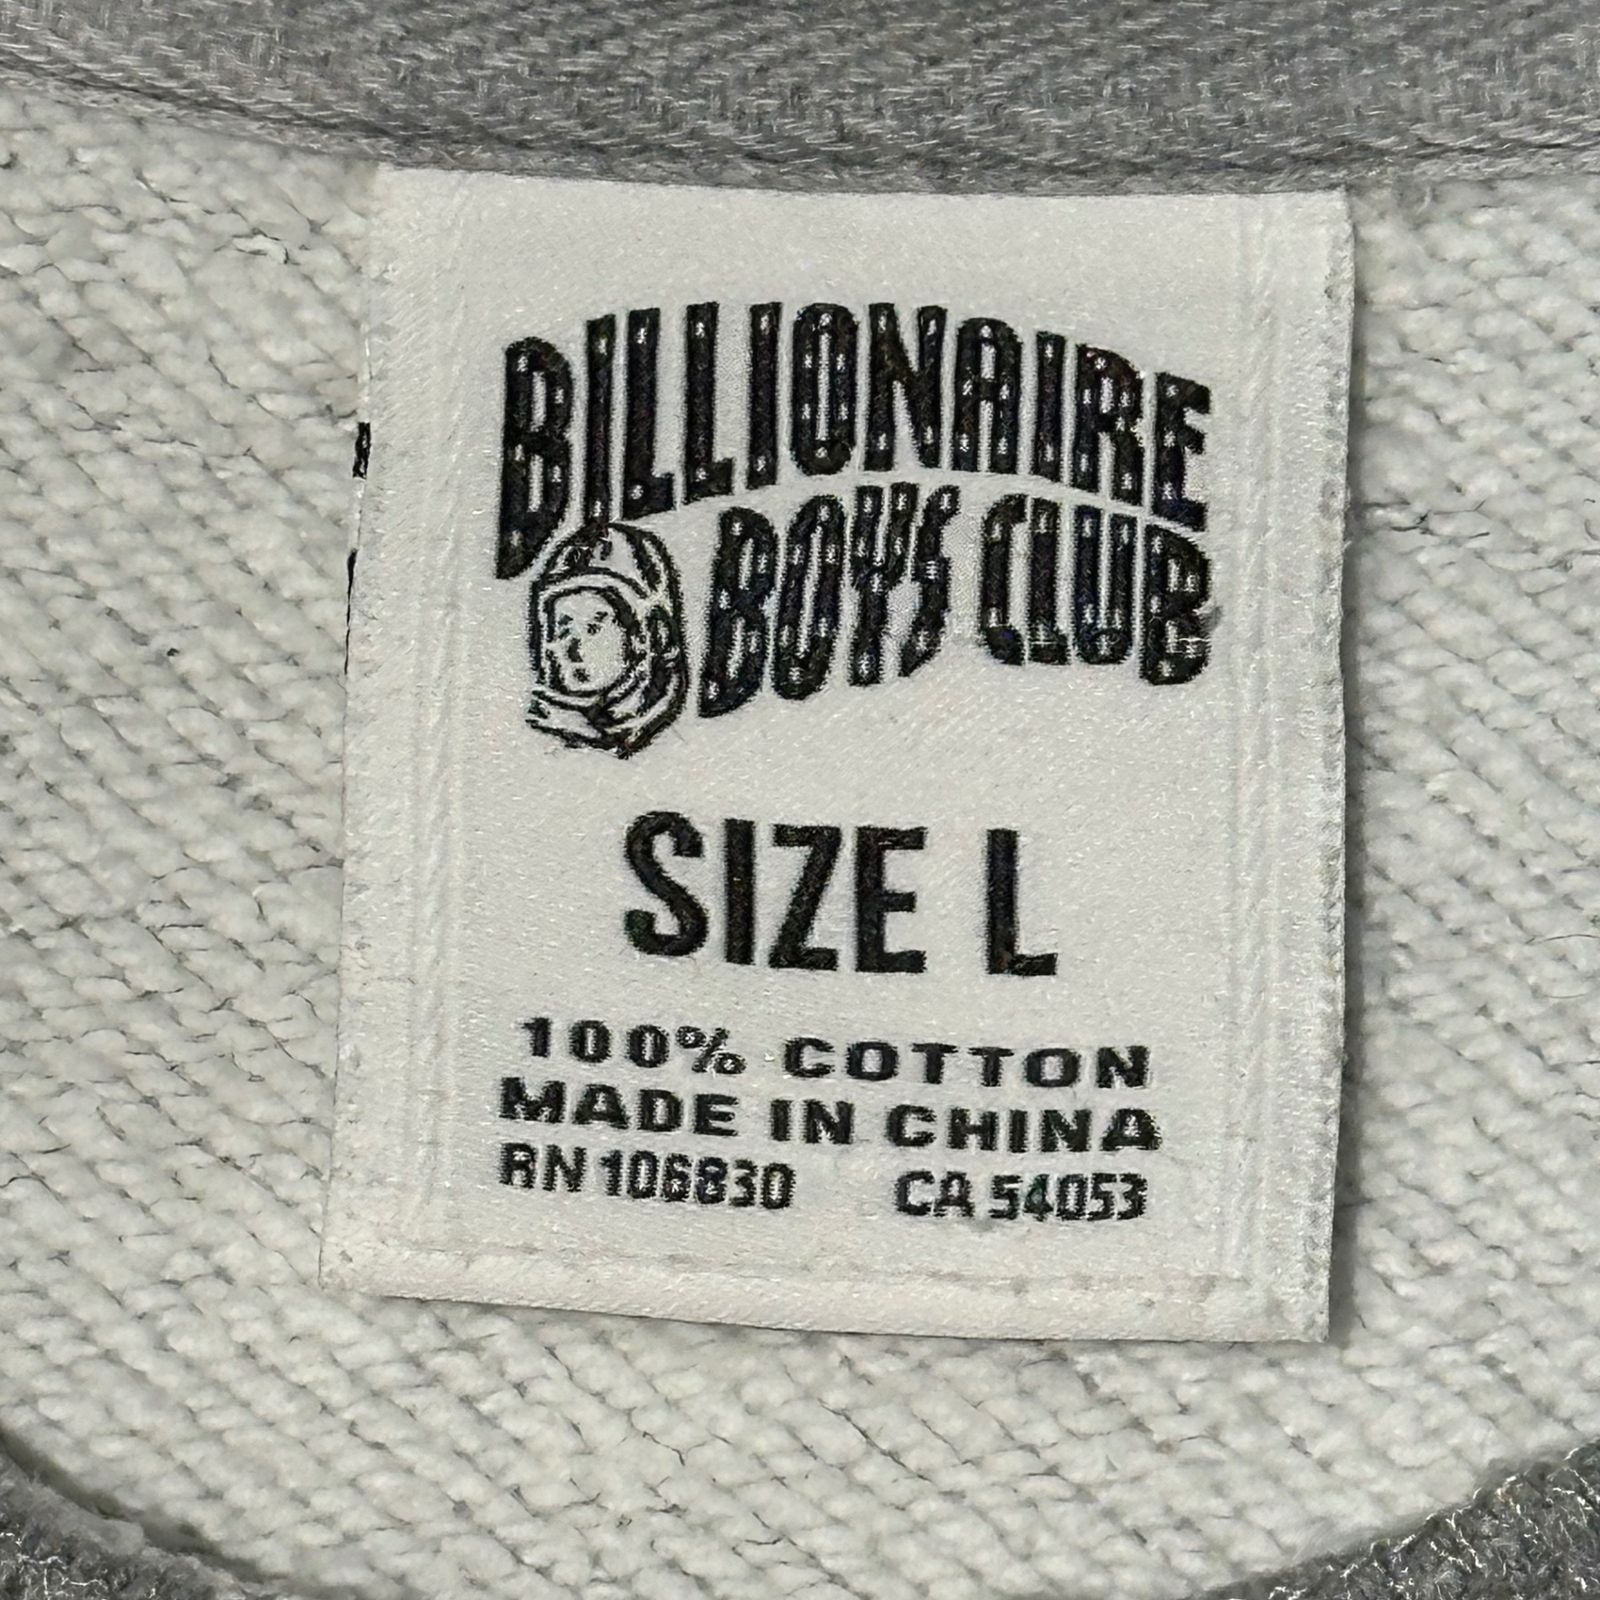 BILLIONAIRE
BOYS CLUB
SIZE L
100% COTTON
MADE IN CHINA
RN 106830 CA 54053